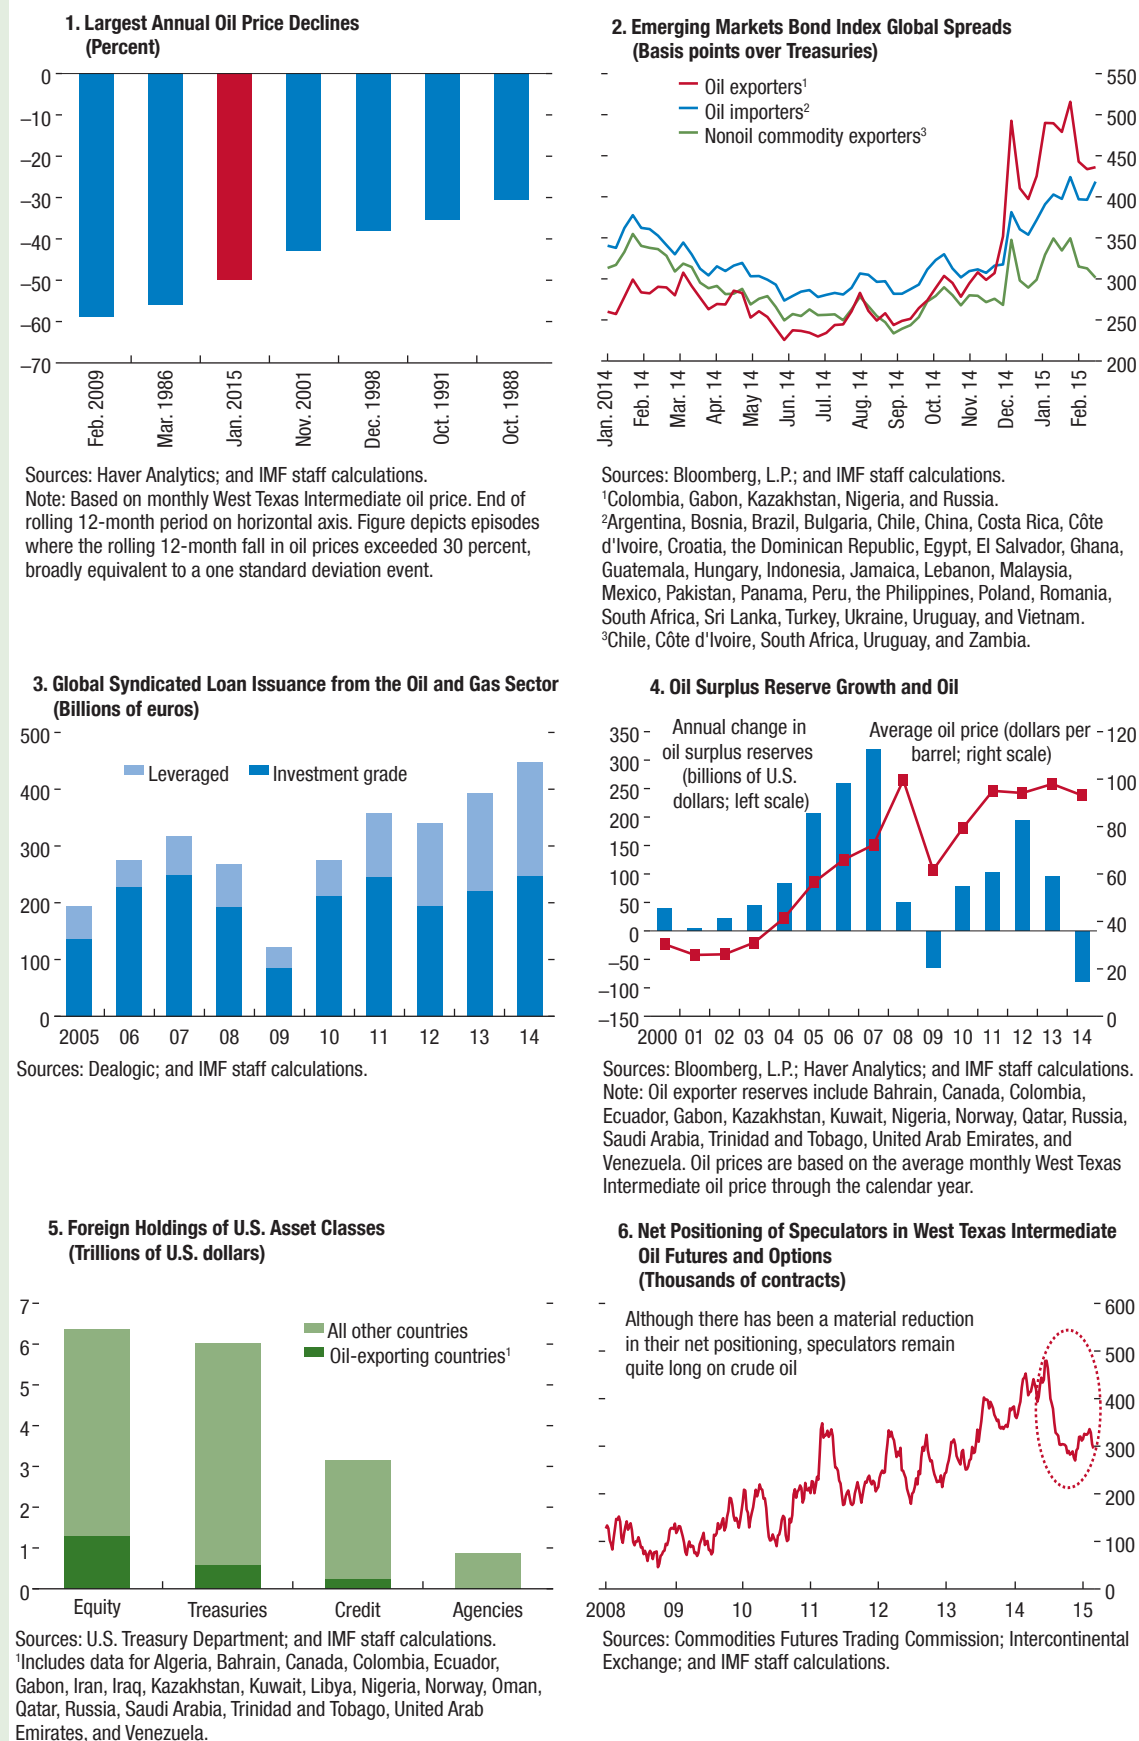 1. Largest Annual Oil Price Declines
(Percent)
0
–10
–20
–30
–40
–50
–60
–70
Feb. 2009
Mar. 1986
Jan. 2015
Nov. 2001
Dec. 1998
Oct. 1991
Oct. 1988
Sources: Haver Analytics; and IMF staff calculations.
Note: Based on monthly West Texas Intermediate oil price. End of
rolling 12-month period on horizontal axis. Figure depicts episodes
where the rolling 12-month fall in oil prices exceeded 30 percent,
broadly equivalent to a one standard deviation event.
2. Emerging Markets Bond Index Global Spreads
(Basis points over Treasuries)
Oil exporters¹
Oil importers²
Nonoil commodity exporters³
550
500
450
400
350
300
250
200
Jan. 2014
Feb. 14
Mar. 14
Apr. 14
May 14
Jun. 14
Jul. 14
Aug. 14
Sep. 14
Oct. 14
Nov. 14
Dec. 14
Jan. 15
Feb. 15
Sources: Bloomberg, L.P.; and IMF staff calculations.
¹Colombia, Gabon, Kazakhstan, Nigeria, and Russia.
²Argentina, Bosnia, Brazil, Bulgaria, Chile, China, Costa Rica, Côte
d'Ivoire, Croatia, the Dominican Republic, Egypt, El Salvador, Ghana,
Guatemala, Hungary, Indonesia, Jamaica, Lebanon, Malaysia,
Mexico, Pakistan, Panama, Peru, the Philippines, Poland, Romania,
South Africa, Sri Lanka, Turkey, Ukraine, Uruguay, and Vietnam.
³Chile, Côte d'Ivoire, South Africa, Uruguay, and Zambia.
3. Global Syndicated Loan Issuance from the Oil and Gas Sector
(Billions of euros)
500
400
300
200
100
0
Leveraged
Investment grade
2005 06 07 08 09 10 11 12 13 14
Sources: Dealogic; and IMF staff calculations.
4. Oil Surplus Reserve Growth and Oil
350
300
250
200
150
100
50
0
–50
–100
–150
Annual change in
oil surplus reserves
(billions of U.S.
dollars; left scale)
Average oil price (dollars per
barrel; right scale)
120
100
80
60
40
20
0
2000 01 02 03 04 05 06 07 08 09 10 11 12 13 14
Sources: Bloomberg, L.P.; Haver Analytics; and IMF staff calculations.
Note: Oil exporter reserves include Bahrain, Canada, Colombia,
Ecuador, Gabon, Kazakhstan, Kuwait, Nigeria, Norway, Qatar, Russia,
Saudi Arabia, Trinidad and Tobago, United Arab Emirates, and
Venezuela. Oil prices are based on the average monthly West Texas
Intermediate oil price through the calendar year.
5. Foreign Holdings of U.S. Asset Classes
(Trillions of U.S. dollars)
7
6
5
4
3
2
1
0
All other countries
Oil-exporting countries¹
Equity Treasuries Credit Agencies
Sources: U.S. Treasury Department; and IMF staff calculations.
¹Includes data for Algeria, Bahrain, Canada, Colombia, Ecuador,
Gabon, Iran, Iraq, Kazakhstan, Kuwait, Libya, Nigeria, Norway, Oman,
Qatar, Russia, Saudi Arabia, Trinidad and Tobago, United Arab
Emirates, and Venezuela.
6. Net Positioning of Speculators in West Texas Intermediate
Oil Futures and Options
(Thousands of contracts)
Although there has been a material reduction
in their net positioning, speculators remain
quite long on crude oil
600
500
400
300
200
100
0
2008 09 10 11 12 13 14 15
Sources: Commodities Futures Trading Commission; Intercontinental
Exchange; and IMF staff calculations.